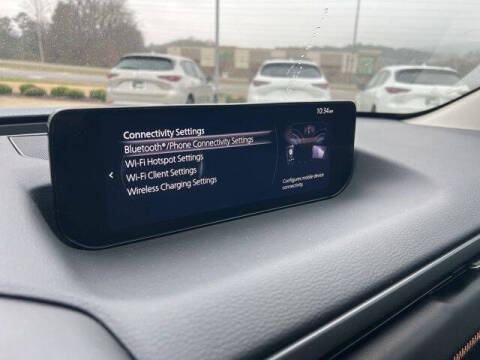 10:34
Connectivity Settings
Bluetooth®/Phone Connectivity Settings
Wi-Fi Hotspot Settings
Wi-Fi Client Settings
Wireless Charging Settings
Configures mobile device
connectivity.